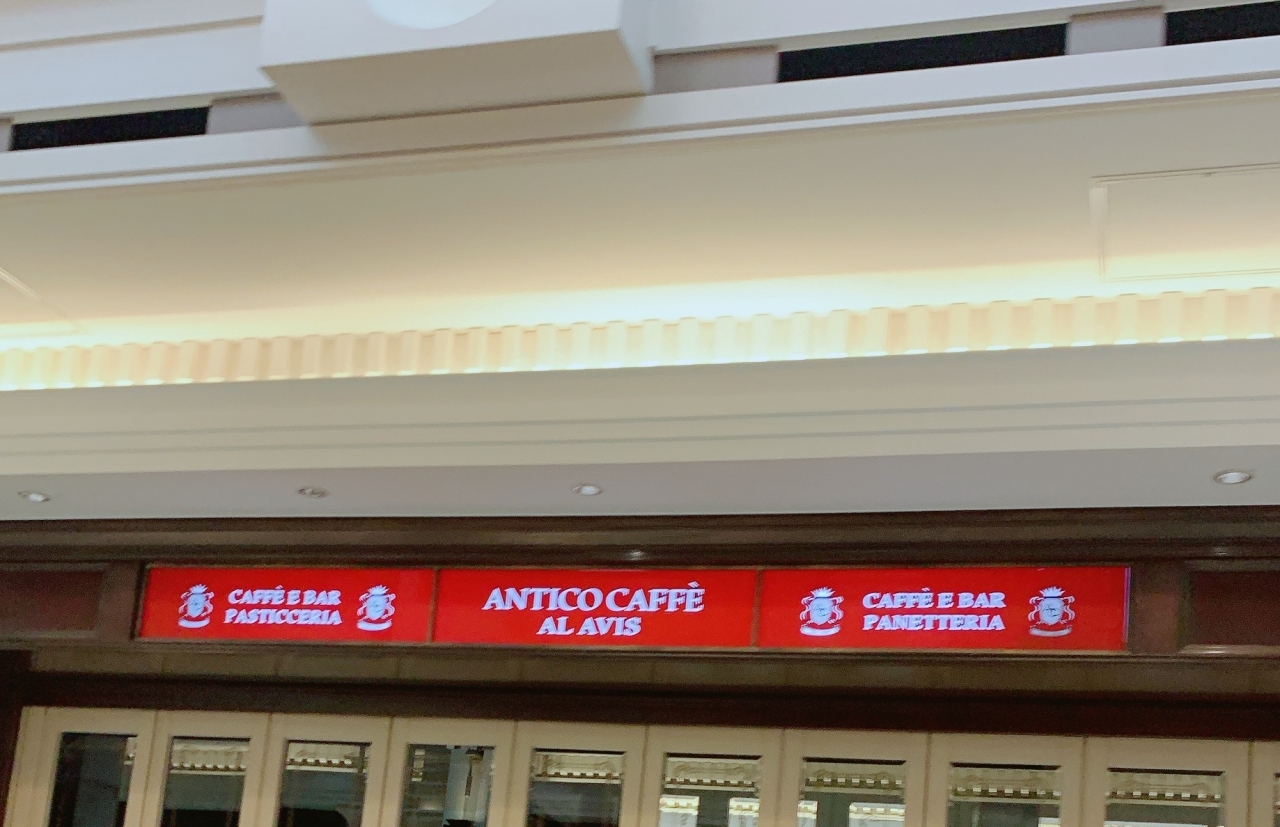 CAFFÈ E BAR
PASTICCERIA
ANTICO CAFFÈ
AL AVIS
CAFFÈ E BAR
PANETTERIA